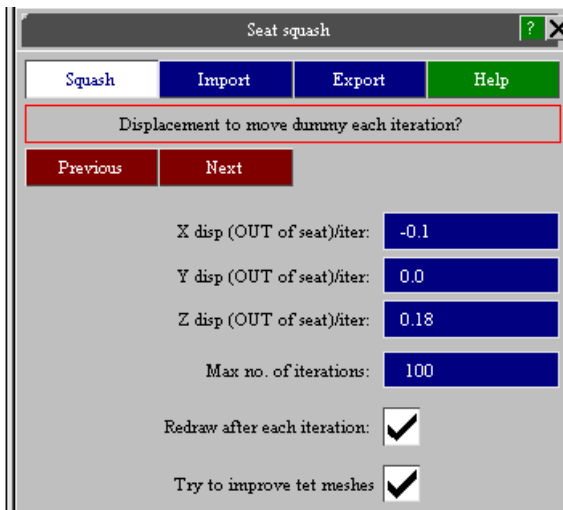 Seat squash
?
X
Squash Import Export Help
Displacement to move dummy each iteration?
Previous Next
X disp (OUT of seat)/iter: -0.1
Y disp (OUT of seat)/iter: 0.0
Z disp (OUT of seat)/iter: 0.18
Max no. of iterations: 100
Redraw after each iteration:
Try to improve tet meshes